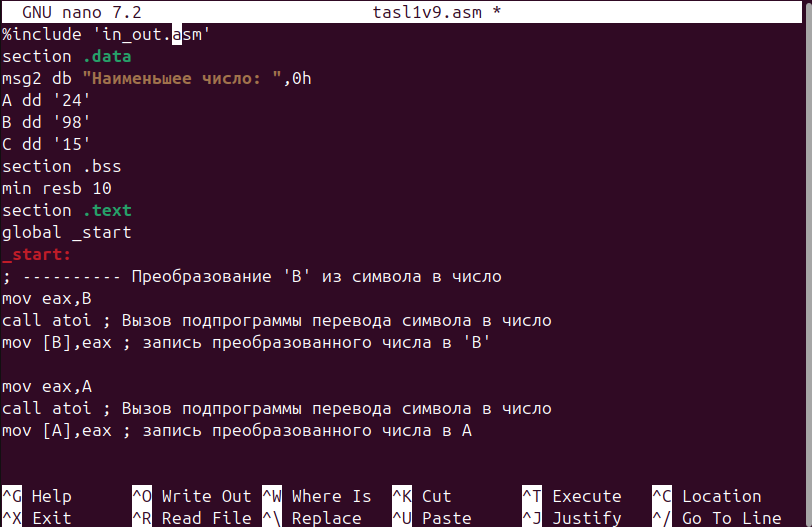 GNU nano 7.2 tasl1v9.asm *
%include 'in_out.asm'
section .data
msg2 db "Наименьшее число: ",0h
A dd '24'
B dd '98'
C dd '15'
section .bss
min resb 10
section .text
global _start
_start:
; ---------- Преобразование 'B' из символа в число
mov eax,B
call atoi ; Вызов подпрограммы перевода символа в число
mov [B],eax ; запись преобразованного числа в 'B'
mov eax,A
call atoi ; Вызов подпрограммы перевода символа в число
mov [A],eax ; запись преобразованного числа в A
^G Help ^O Write Out ^W Where Is ^K Cut ^T Execute ^C Location
^X Exit ^R Read File ^\ Replace ^U Paste ^J Justify ^/ Go To Line